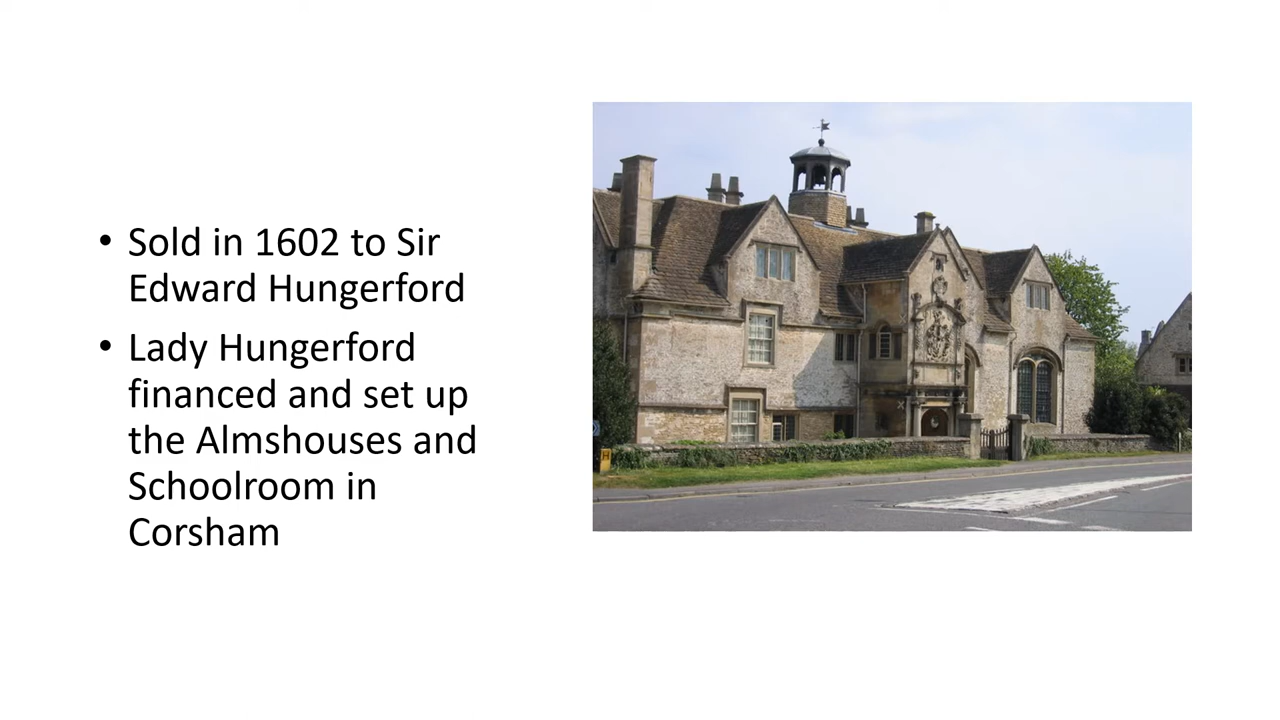 • Sold in 1602 to Sir
Edward Hungerford
• Lady Hungerford
financed and set up
the Almshouses and
Schoolroom in
Corsham
H